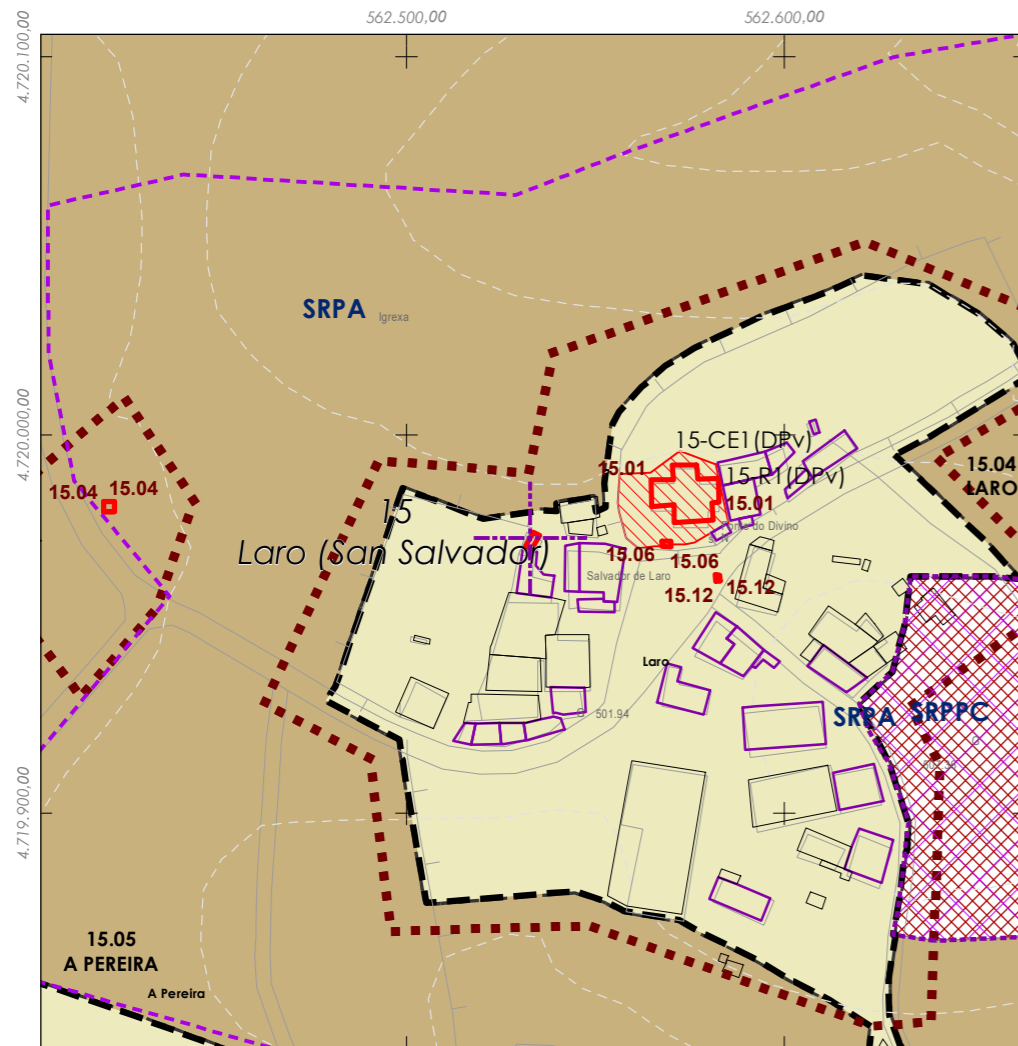 562.500,00
562.600,00
4.720.100,00
4.720.000,00
4.719.900,00
SRPA
Igrexa
15-CE1(DPv)
15.01
15-R1(DPv)
15.04
LARO
15.04
15.04
15
15.01
Fonte do Divino
Laro (San Salvador)
15.06
15.06
Salvador de Laro
15.12
15.12
Laro
G 501.94
SRPA
SRPPC
G
15.05
A PEREIRA
A Pereira